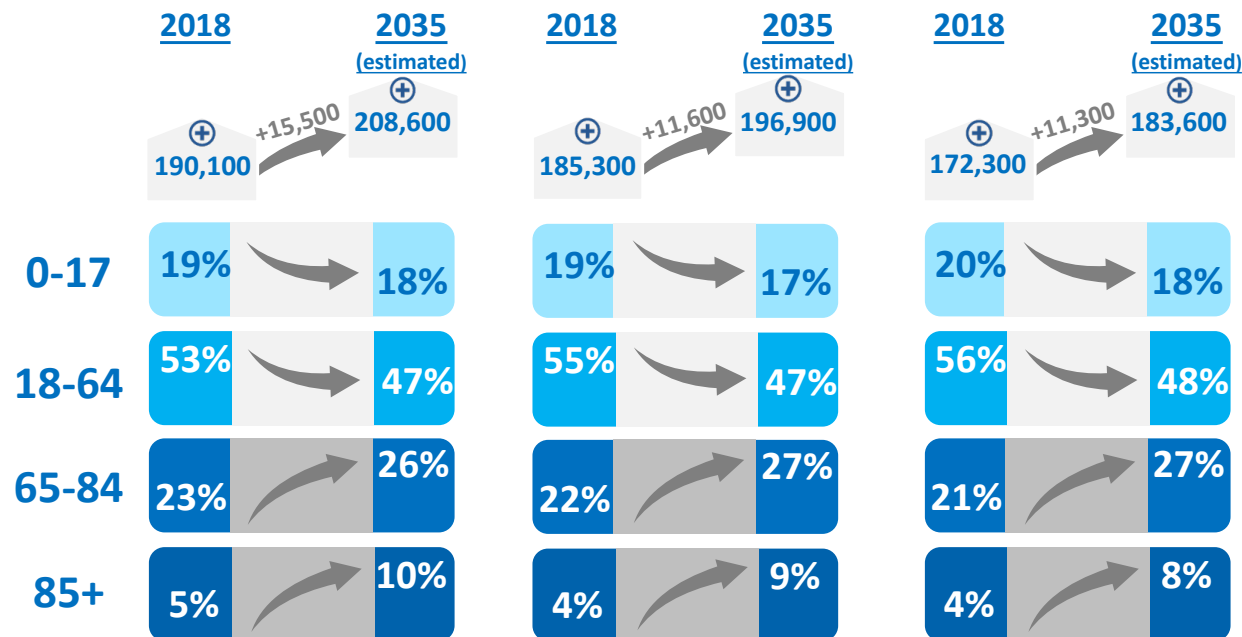 2018 2035 2018 2035 2018 2035
(estimated) (estimated) (estimated)
+15,500 208,600 +11,600 196,900 +11,300 183,600
190,100 185,300 172,300
0-17 19% 18% 19% 17% 20% 18%
18-64 53% 47% 55% 47% 56% 48%
65-84 23% 26% 22% 27% 21% 27%
85+ 5% 10% 4% 9% 4% 8%